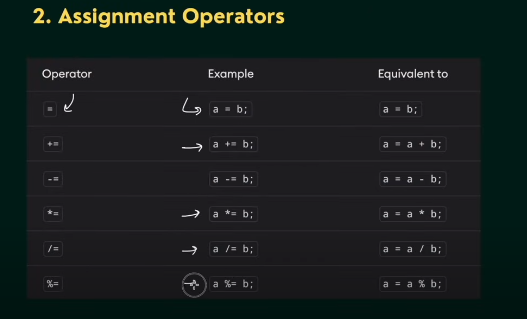 2. Assignment Operators
Operator Example Equivalent to
= a = b; a = b;
+= a += b; a = a + b;
-= a -= b; a = a - b;
*= a *= b; a = a * b;
/= a /= b; a = a / b;
%= a %= b; a = a % b;